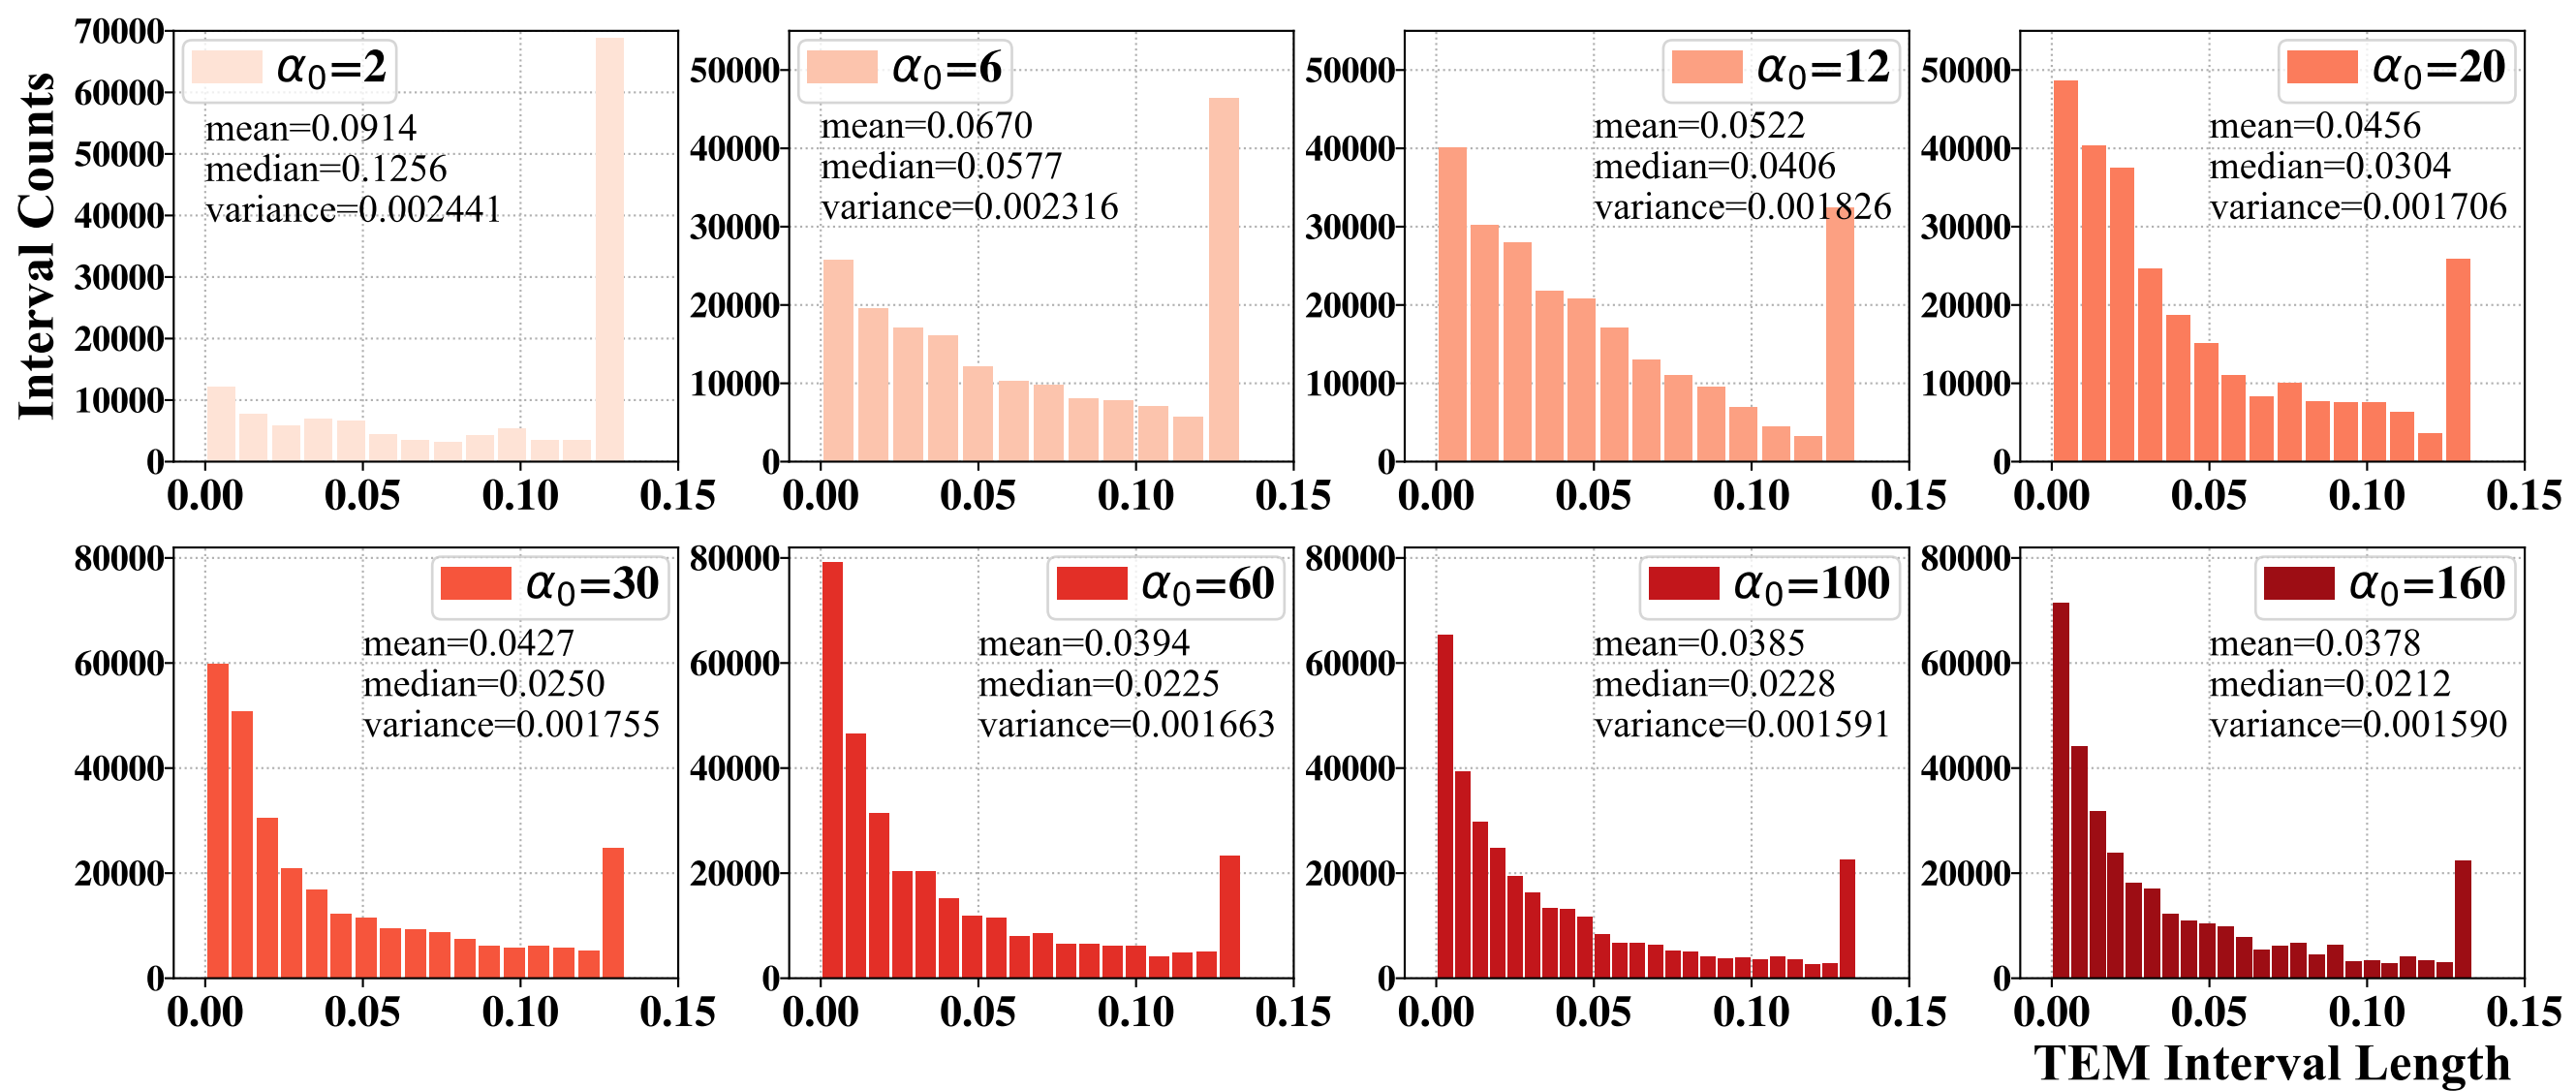 Interval Counts
70000
60000
50000
40000
30000
20000
10000
0
α0=2
mean=0.0914
median=0.1256
variance=0.002441
0.00 0.05 0.10 0.15
50000
40000
30000
20000
10000
0
α0=6
mean=0.0670
median=0.0577
variance=0.002316
0.00 0.05 0.10 0.15
50000
40000
30000
20000
10000
0
α0=12
mean=0.0522
median=0.0406
variance=0.001826
0.00 0.05 0.10 0.15
50000
40000
30000
20000
10000
0
α0=20
mean=0.0456
median=0.0304
variance=0.001706
0.00 0.05 0.10 0.15
80000
60000
40000
20000
0
α0=30
mean=0.0427
median=0.0250
variance=0.001755
0.00 0.05 0.10 0.15
80000
60000
40000
20000
0
α0=60
mean=0.0394
median=0.0225
variance=0.001663
0.00 0.05 0.10 0.15
80000
60000
40000
20000
0
α0=100
mean=0.0385
median=0.0228
variance=0.001591
0.00 0.05 0.10 0.15
80000
60000
40000
20000
0
α0=160
mean=0.0378
median=0.0212
variance=0.001590
0.00 0.05 0.10 0.15
TEM Interval Length